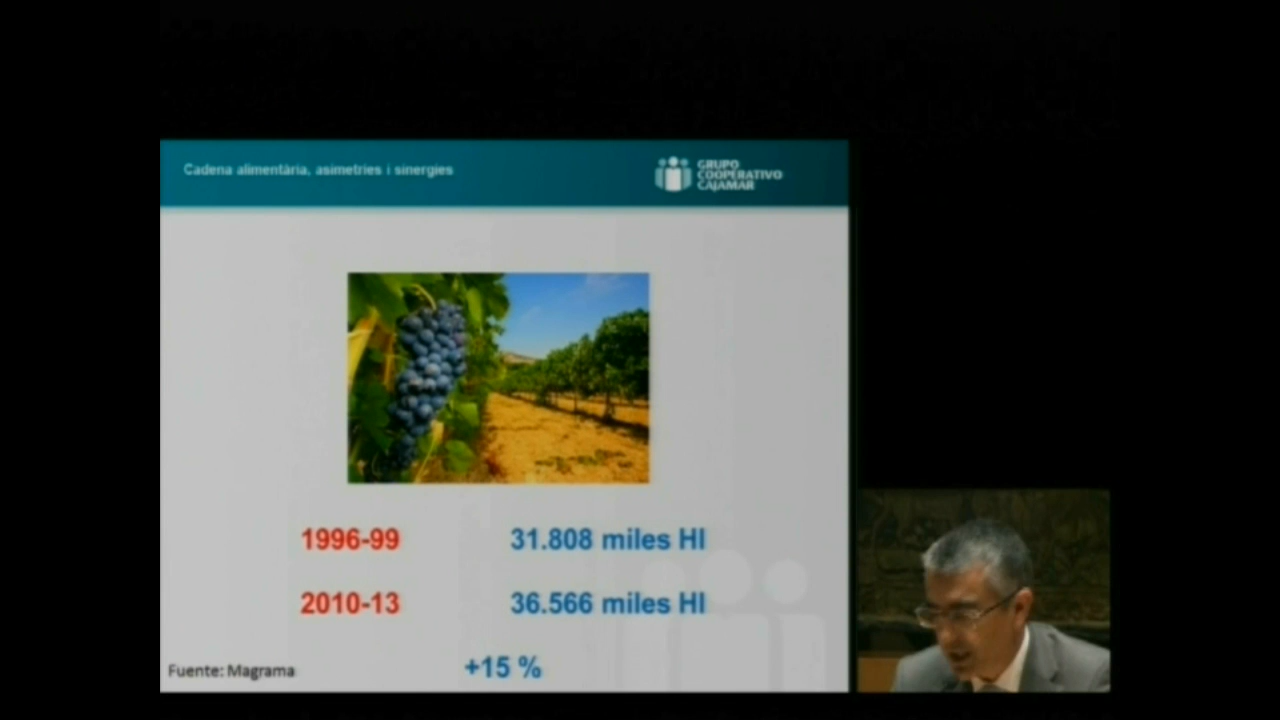 Cadena alimentària, asimetries i sinergies
GRUPO
COOPERATIVO
CAJAMAR
1996-99 31.808 miles Hl
2010-13 36.566 miles Hl
+15 %
Fuente: Magrama